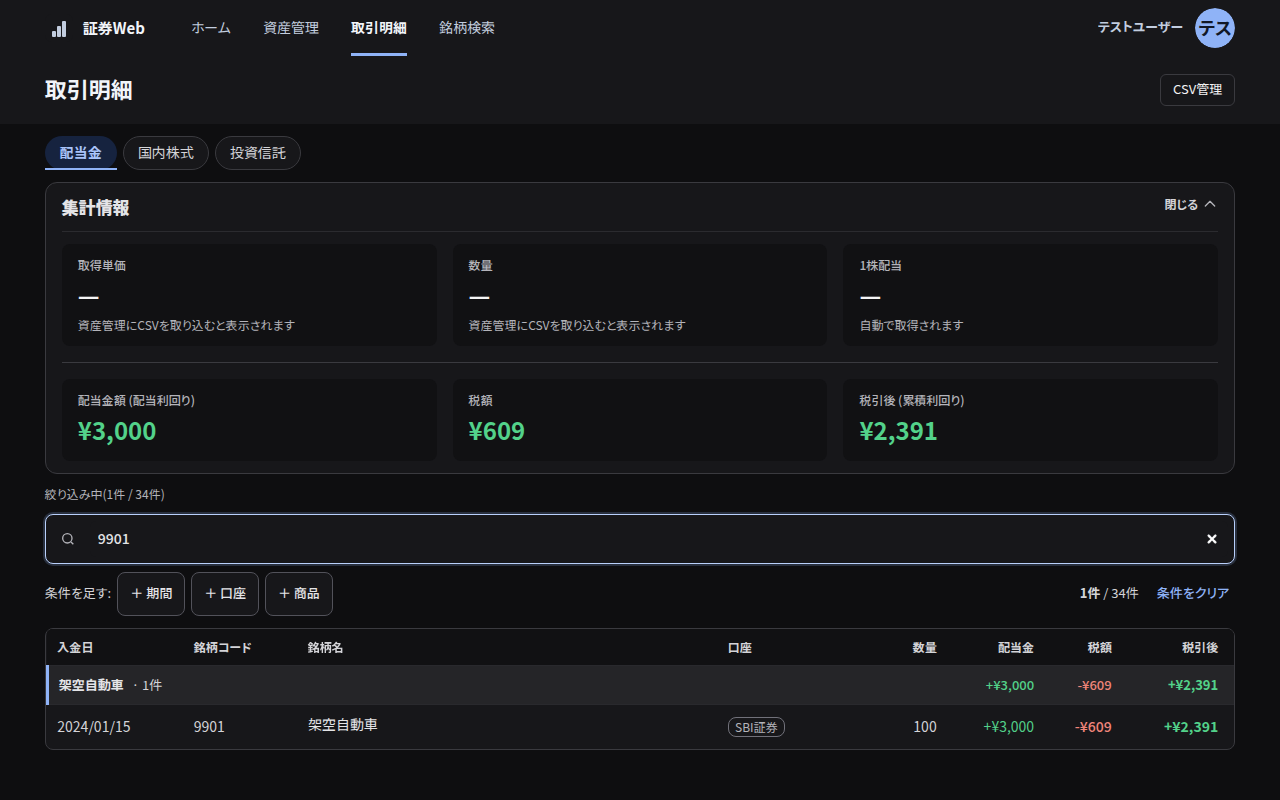 証券Web ホーム 資産管理 取引明細 銘柄検索 テストユーザー テス
取引明細 CSV管理
配当金 国内株式 投資信託
集計情報 閉じる
取得単価 数量 1株配当
— — —
資産管理にCSVを取り込むと表示されます 資産管理にCSVを取り込むと表示されます 自動で取得されます
配当金額 (配当利回り) 税額 税引後 (累積利回り)
¥3,000 ¥609 ¥2,391
絞り込み中(1件 / 34件)
9901
条件を足す: + 期間 + 口座 + 商品 1件 / 34件 条件をクリア
入金日 銘柄コード 銘柄名 口座 数量 配当金 税額 税引後
架空自動車 · 1件 +¥3,000 -¥609 +¥2,391
2024/01/15 9901 架空自動車 SBI証券 100 +¥3,000 -¥609 +¥2,391